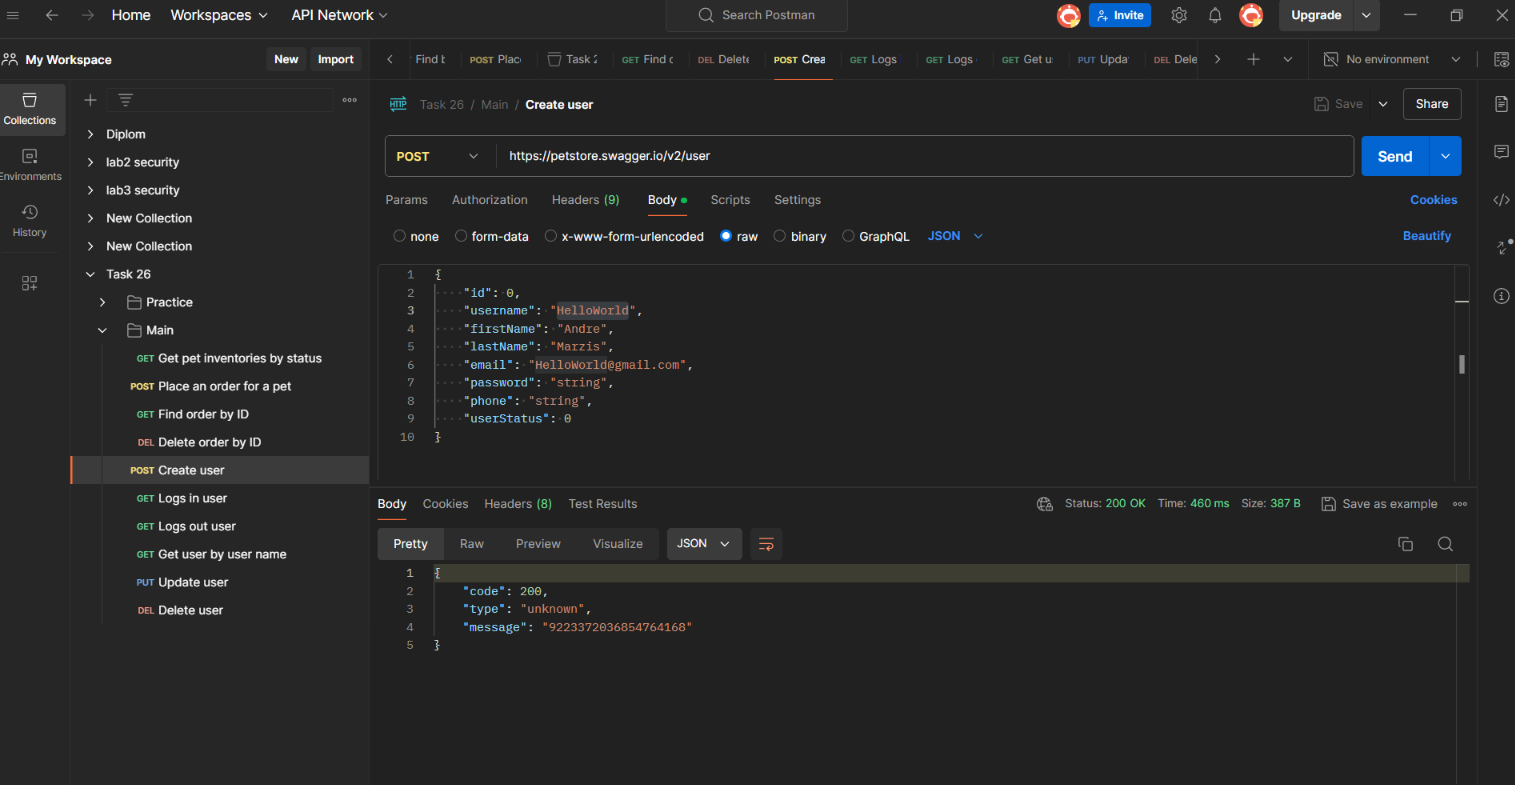 Home Workspaces API Network Search Postman Invite Upgrade
My Workspace New Import Find b POST Plac Task 2 GET Find o DEL Delete POST Crea GET Logs GET Logs GET Get u POST PUT Upda DEL Dele No environment
Collections
Environments
History
Diplom
lab2 security
lab3 security
New Collection
New Collection
Task 26
Practice
Main
GET Get pet inventories by status
POST Place an order for a pet
GET Find order by ID
DEL Delete order by ID
POST Create user
GET Logs in user
GET Logs out user
GET Get user by user name
PUT Update user
DEL Delete user
HTTP Task 26 / Main / Create user Save Share
POST https://petstore.swagger.io/v2/user Send
Params Authorization Headers (9) Body Scripts Settings Cookies
none form-data x-www-form-urlencoded raw binary GraphQL JSON Beautify
1 {
2 "id": 0,
3 "username": "HelloWorld",
4 "firstName": "Andre",
5 "lastName": "Marzis",
6 "email": "HelloWorld@gmail.com",
7 "password": "string",
8 "phone": "string",
9 "userStatus": 0
10 }
Body Cookies Headers (8) Test Results Status: 200 OK Time: 460 ms Size: 387 B Save as example
Pretty Raw Preview Visualize JSON
1 {
2 "code": 200,
3 "type": "unknown",
4 "message": "9223372036854764168"
5 }